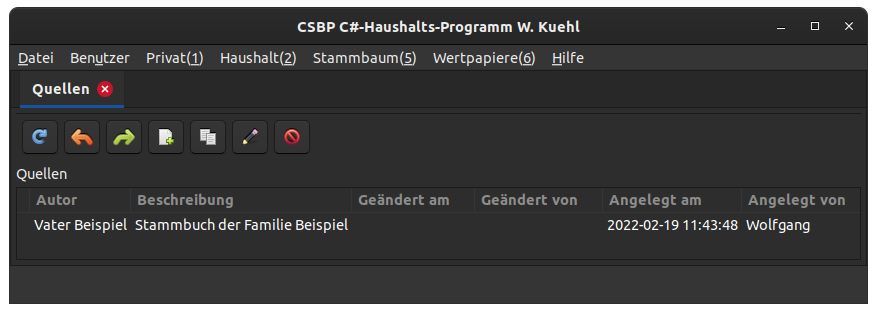 CSBP C#-Haushalts-Programm W. Kuehl
Datei Benutzer Privat(1) Haushalt(2) Stammbaum(5) Wertpapiere(6) Hilfe
Quellen
Quellen
Autor Beschreibung Geändert am Geändert von Angelegt am Angelegt von
Vater Beispiel Stammbuch der Familie Beispiel 2022-02-19 11:43:48 Wolfgang